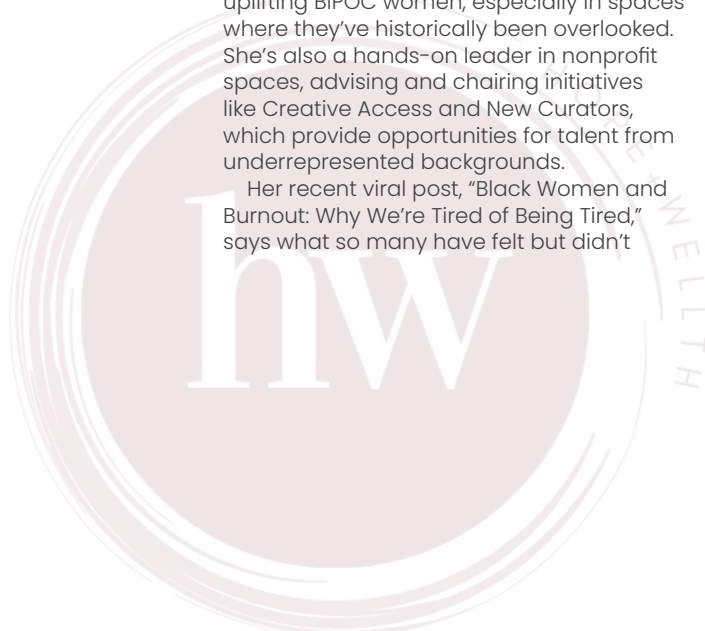 uplifting BIPOC women, especially in spaces
where they’ve historically been overlooked.
She’s also a hands-on leader in nonprofit
spaces, advising and chairing initiatives
like Creative Access and New Curators,
which provide opportunities for talent from
underrepresented backgrounds.
Her recent viral post, “Black Women and
Burnout: Why We’re Tired of Being Tired,”
says what so many have felt but didn’t
hw
HOPE+WELLTH